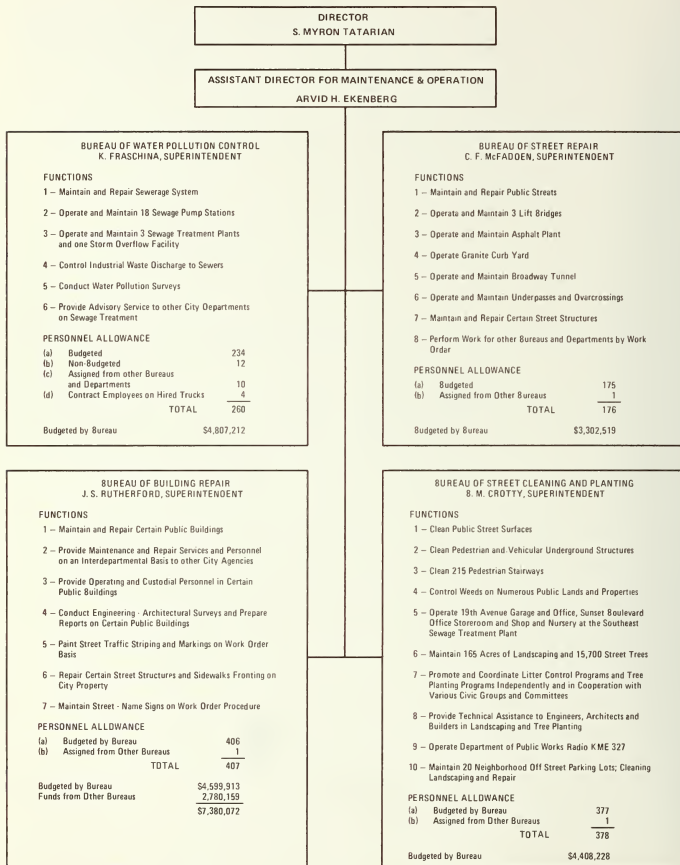 DIRECTOR
S. MYRON TATARIAN
ASSISTANT DIRECTOR FOR MAINTENANCE & OPERATION
ARVID H. EKENBERG
BUREAU OF WATER POLLUTION CONTROL
K. FRASCHINA, SUPERINTENDENT
FUNCTIONS
1 – Maintain and Repair Sewerage System
2 – Operate and Maintain 18 Sewage Pump Stations
3 – Operate and Maintain 3 Sewage Treatment Plants
and one Storm Overflow Facility
4 – Control Industrial Waste Discharge to Sewers
5 – Conduct Water Pollution Surveys
6 – Provide Advisory Service to other City Departments
on Sewage Treatment
PERSONNEL ALLOWANCE
(a) Budgeted 234
(b) Non-Budgeted 12
(c) Assigned from other Bureaus
and Departments 10
(d) Contract Employees on Hired Trucks 4
TOTAL 260
Budgeted by Bureau $4,807,212
BUREAU OF STREET REPAIR
C. F. McFADDEN, SUPERINTENDENT
FUNCTIONS
1 – Maintain and Repair Public Streets
2 – Operate and Maintain 3 Lift Bridges
3 – Operate and Maintain Asphalt Plant
4 – Operate Granite Curb Yard
5 – Operate and Maintain Broadway Tunnel
6 – Operate and Maintain Underpasses and Overcrossings
7 – Maintain and Repair Certain Street Structures
8 – Perform Work for other Bureaus and Departments by Work
Order
PERSONNEL ALLOWANCE
(a) Budgeted 175
(b) Assigned from Other Bureaus 1
TOTAL 176
Budgeted by Bureau $3,302,519
BUREAU OF BUILDING REPAIR
J. S. RUTHERFORD, SUPERINTENDENT
FUNCTIONS
1 – Maintain and Repair Certain Public Buildings
2 – Provide Maintenance and Repair Services and Personnel
on an Interdepartmental Basis to other City Agencies
3 – Provide Operating and Custodial Personnel in Certain
Public Buildings
4 – Conduct Engineering - Architectural Surveys and Prepare
Reports on Certain Public Buildings
5 – Paint Street Traffic Striping and Markings on Work Order
Basis
6 – Repair Certain Street Structures and Sidewalks Fronting on
City Property
7 – Maintain Street - Name Signs on Work Order Procedure
PERSONNEL ALLOWANCE
(a) Budgeted by Bureau 406
(b) Assigned from Other Bureaus 1
TOTAL 407
Budgeted by Bureau $4,599,913
Funds from Other Bureaus 2,780,159
$7,380,072
BUREAU OF STREET CLEANING AND PLANTING
B. M. CROTTY, SUPERINTENDENT
FUNCTIONS
1 – Clean Public Street Surfaces
2 – Clean Pedestrian and Vehicular Underground Structures
3 – Clean 215 Pedestrian Stairways
4 – Control Weeds on Numerous Public Lands and Properties
5 – Operate 19th Avenue Garage and Office, Sunset Boulevard
Office Storeroom and Shop and Nursery at the Southeast
Sewage Treatment Plant
6 – Maintain 165 Acres of Landscaping and 15,700 Street Trees
7 – Promote and Coordinate Litter Control Programs and Tree
Planting Programs Independently and in Cooperation with
Various Civic Groups and Committees
8 – Provide Technical Assistance to Engineers, Architects and
Builders in Landscaping and Tree Planting
9 – Operate Department of Public Works Radio KME 327
10 – Maintain 20 Neighborhood Off Street Parking Lots; Cleaning
Landscaping and Repair
PERSONNEL ALLOWANCE
(a) Budgeted by Bureau 377
(b) Assigned from Other Bureaus 1
TOTAL 378
Budgeted by Bureau $4,408,228